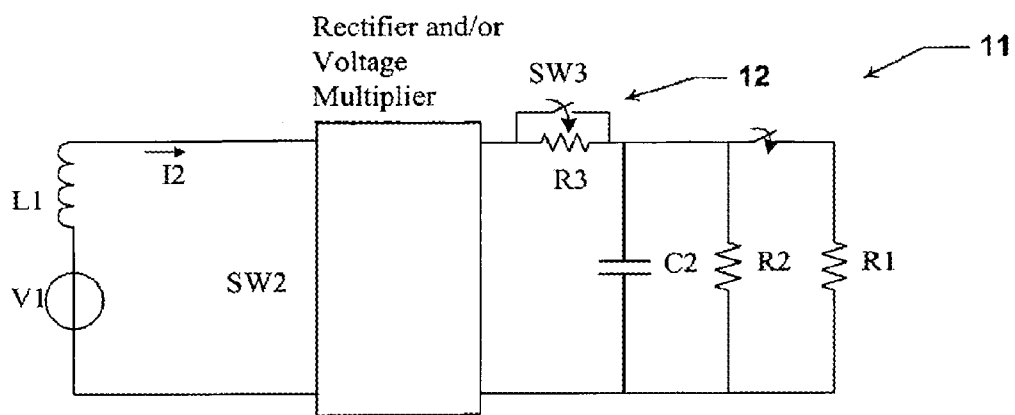 Rectifier and/or
Voltage
Multiplier
SW3
12
11
I2
R3
L1
V1
SW2
C2
R2
R1